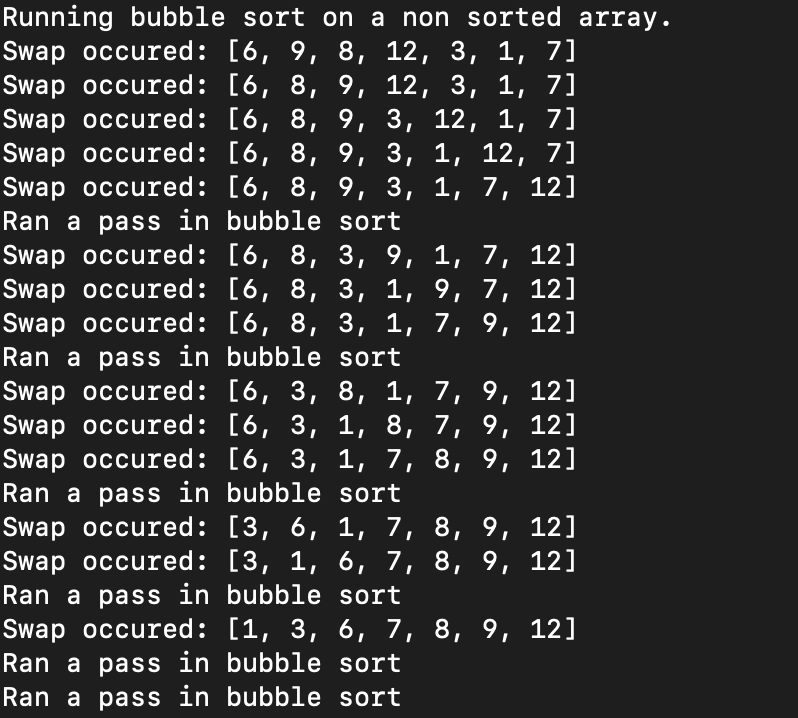 Running bubble sort on a non sorted array.
Swap occured: [6, 9, 8, 12, 3, 1, 7]
Swap occured: [6, 8, 9, 12, 3, 1, 7]
Swap occured: [6, 8, 9, 3, 12, 1, 7]
Swap occured: [6, 8, 9, 3, 1, 12, 7]
Swap occured: [6, 8, 9, 3, 1, 7, 12]
Ran a pass in bubble sort
Swap occured: [6, 8, 3, 9, 1, 7, 12]
Swap occured: [6, 8, 3, 1, 9, 7, 12]
Swap occured: [6, 8, 3, 1, 7, 9, 12]
Ran a pass in bubble sort
Swap occured: [6, 3, 8, 1, 7, 9, 12]
Swap occured: [6, 3, 1, 8, 7, 9, 12]
Swap occured: [6, 3, 1, 7, 8, 9, 12]
Ran a pass in bubble sort
Swap occured: [3, 6, 1, 7, 8, 9, 12]
Swap occured: [3, 1, 6, 7, 8, 9, 12]
Ran a pass in bubble sort
Swap occured: [1, 3, 6, 7, 8, 9, 12]
Ran a pass in bubble sort
Ran a pass in bubble sort